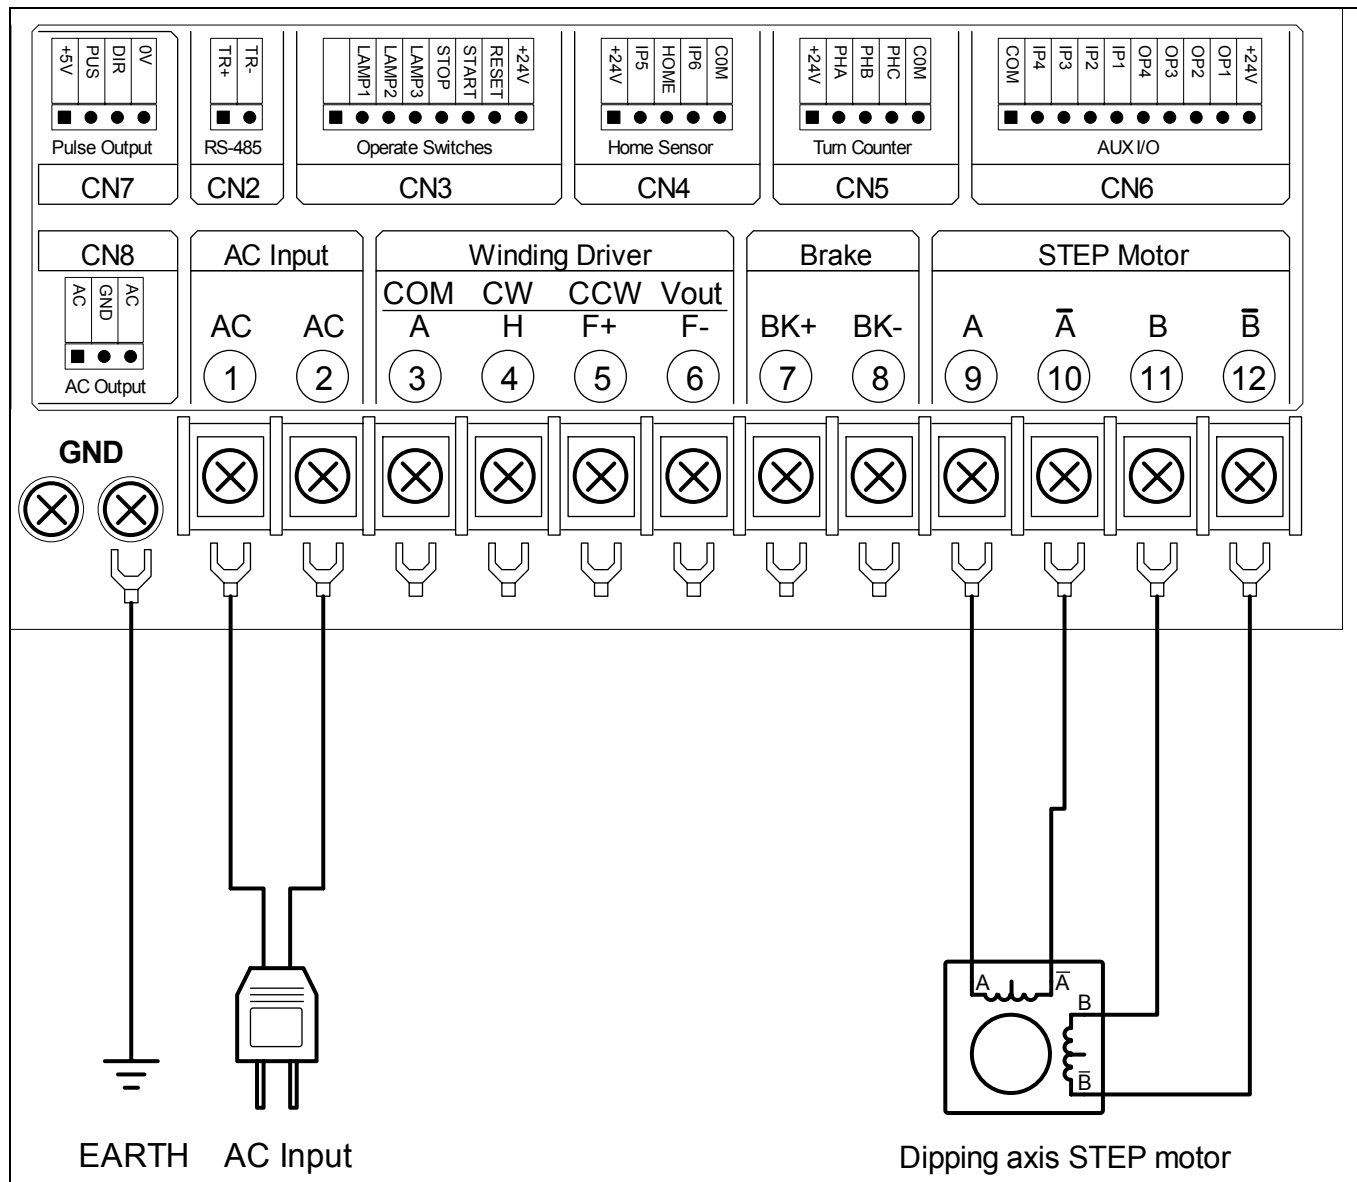 +5V PUS DIR 0V
TR+ TR-
LAMP1 LAMP2 LAMP3 STOP START RESET +24V
+24V IP5 HOME IP6 C0M
+24V PHA PHB PHC C0M
COM IP4 IP3 IP2 IP1 OP4 OP3 OP2 OP1 +24V
Pulse Output RS-485 Operate Switches Home Sensor Turn Counter AUX I/O
CN7 CN2 CN3 CN4 CN5 CN6
CN8 AC Input Winding Driver Brake STEP Motor
AC GND AC
COM CW CCW Vout
AC AC A H F+ F- BK+ BK- A A̅ B B̅
AC Output 1 2 3 4 5 6 7 8 9 10 11 12
GND
A A̅
B
B̅
EARTH AC Input Dipping axis STEP motor